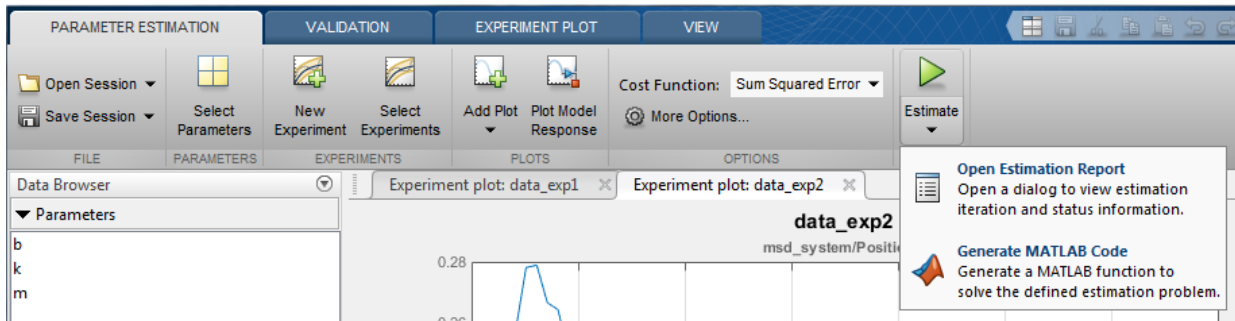 PARAMETER ESTIMATION VALIDATION EXPERIMENT PLOT VIEW
Open Session
Save Session
Select
Parameters
New
Experiment
Select
Experiments
Add Plot
Plot Model
Response
Cost Function: Sum Squared Error
More Options...
Estimate
FILE PARAMETERS EXPERIMENTS PLOTS OPTIONS
Open Estimation Report
Open a dialog to view estimation
iteration and status information.
Generate MATLAB Code
Generate a MATLAB function to
solve the defined estimation problem.
Data Browser
Parameters
b
k
m
Experiment plot: data_exp1 Experiment plot: data_exp2
data_exp2
msd_system/Positi
0.28
0.26